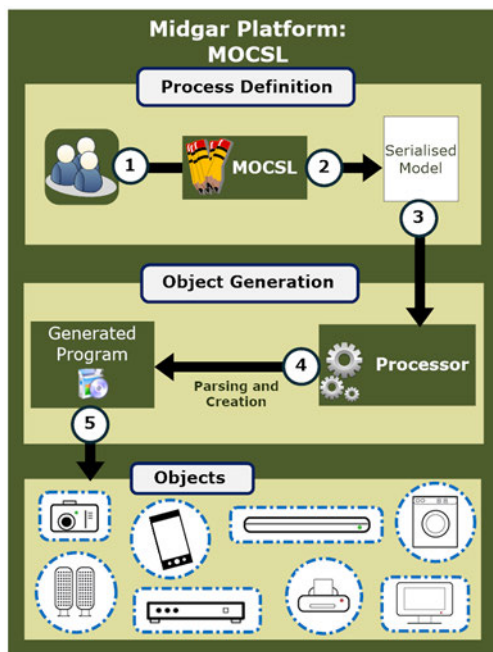 Midgar Platform:
MOCSL
Process Definition
1
MOCSL
2
Serialised
Model
3
Object Generation
Generated
Program
4
Processor
Parsing and
Creation
5
Objects